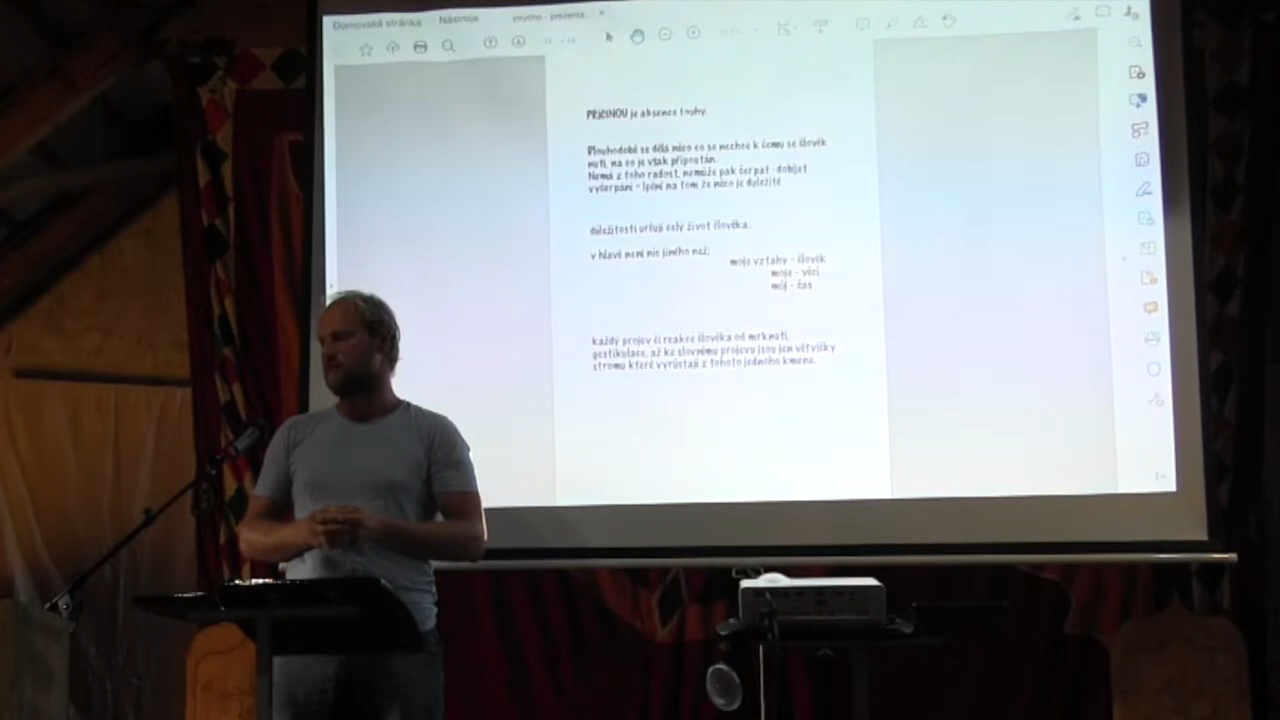 Domovská stránka Nástroje psycho - prezenta...
PŘÍČINOU je absence touhy.
Dlouhodobě se dělá něco co se nechce k čemu se člověk
nutí, na co je však připoután.
Nemá z toho radost, nemůže pak čerpat - dobíjet
vyčerpání = lpění na tom že něco je důležité
důležitosti určují celý život člověka.
v hlavě není nic jiného než:
moje vztahy - člověk
moje - věci
můj - čas
každý projev či reakce člověka od mrknutí,
gestikulace, až ke slovnímu projevu jsou jen větvičky
stromu které vyrůstají z tohoto jednoho kmene.